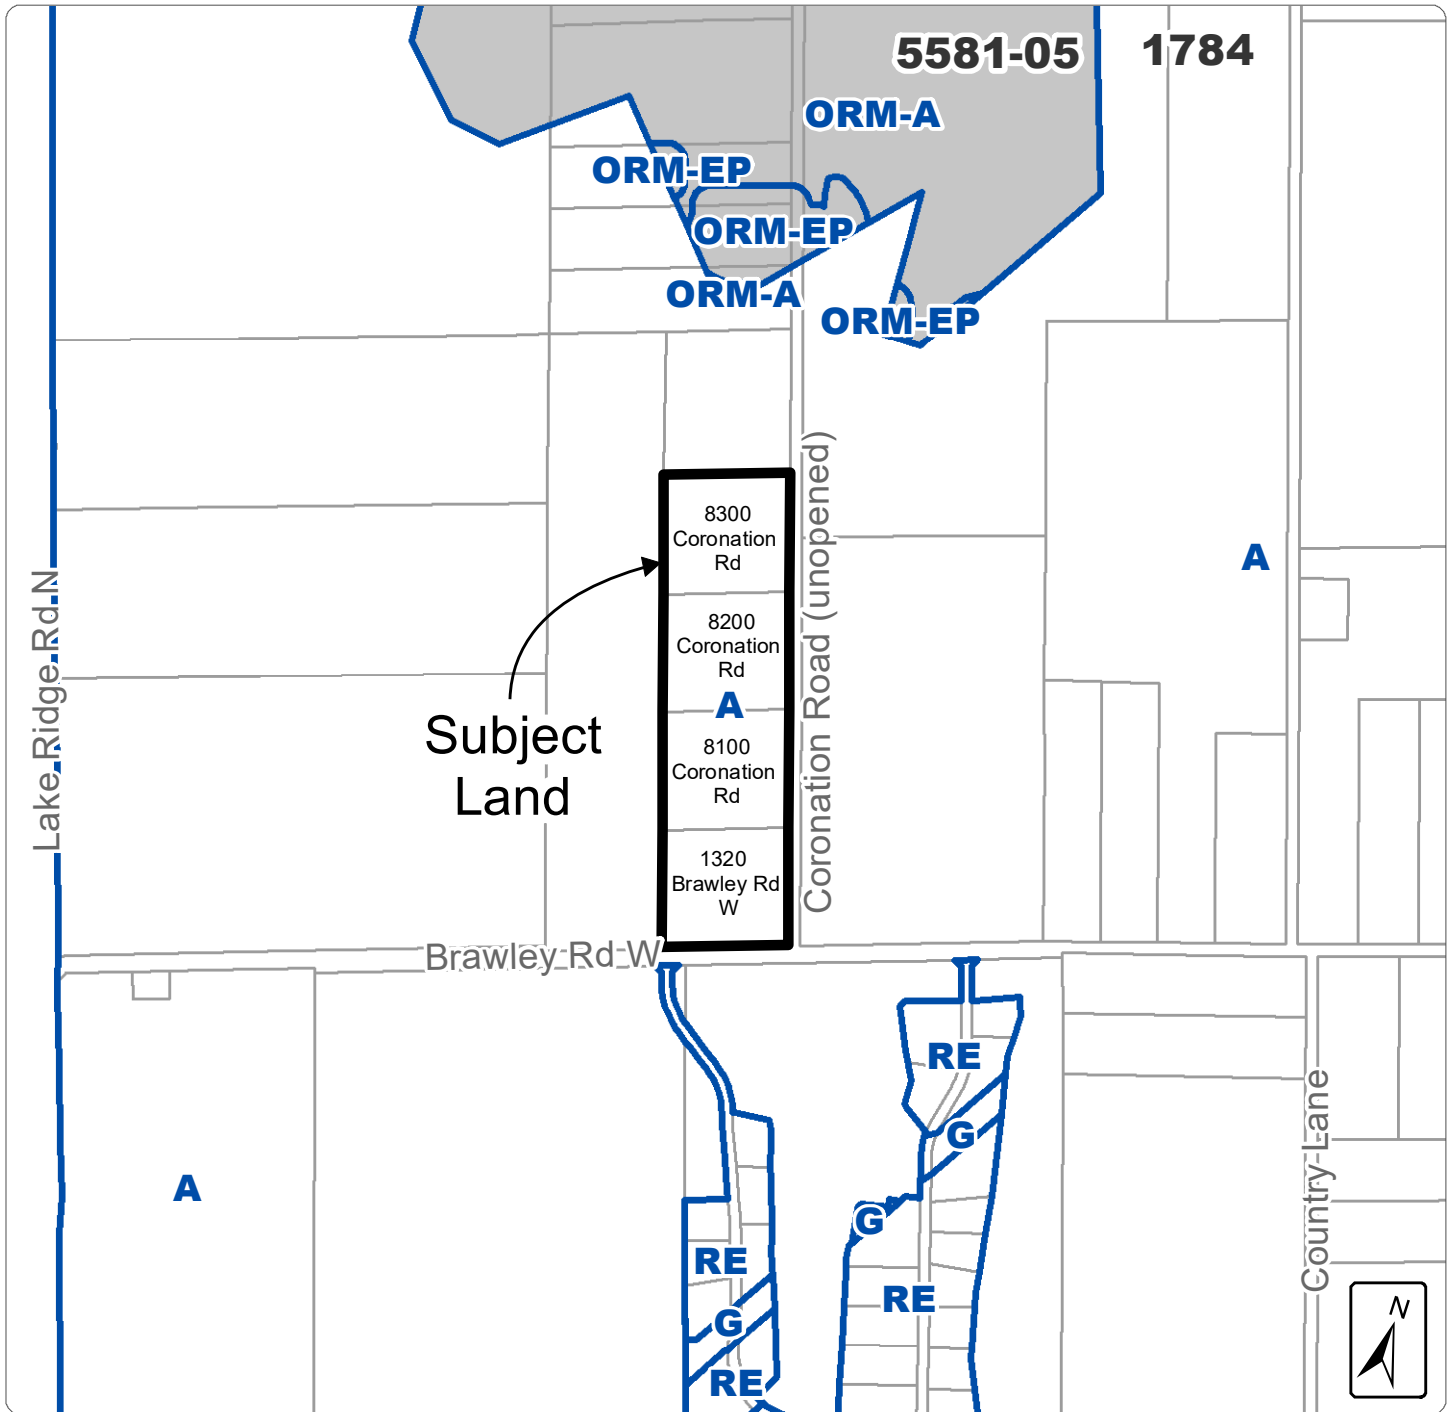 5581-05
1784
ORM-A
ORM-EP
ORM-EP
ORM-A
ORM-EP
8300
Coronation
Rd
8200
Coronation
Rd
A
8100
Coronation
Rd
1320
Brawley Rd
W
Subject
Land
Coronation Road (unopened)
Lake Ridge Rd N
A
Brawley Rd W
RE
G
G
RE
A
RE
G
RE
Country Lane
N